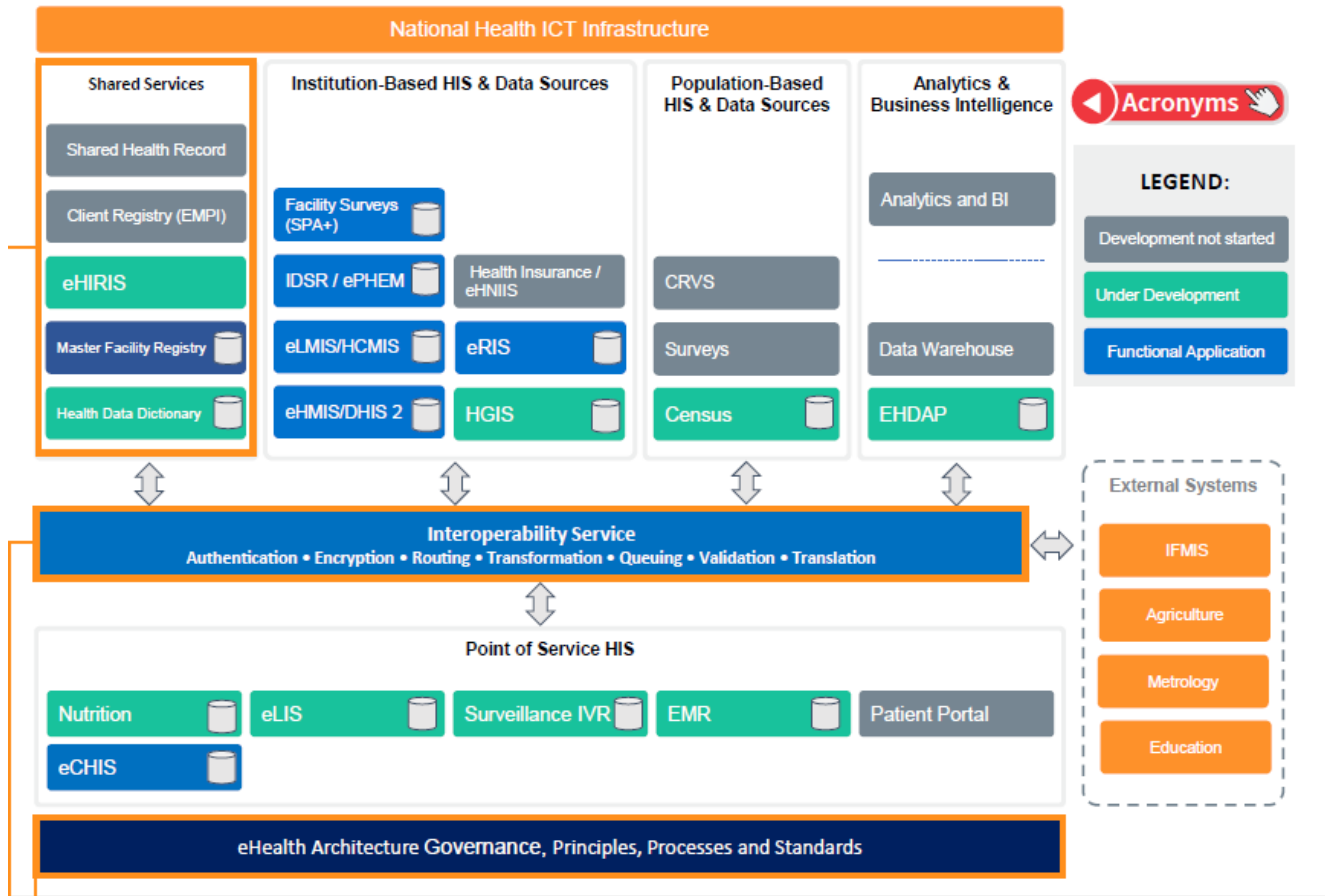 National Health ICT Infrastructure
Shared Services
Shared Health Record
Client Registry (EMPI)
eHIRIS
Master Facility Registry
Health Data Dictionary
Institution-Based HIS & Data Sources
Facility Surveys
(SPA+)
IDSR / ePHEM
eLMIS/HCMIS
eHMIS/DHIS 2
Health Insurance /
eHNIIS
eRIS
HGIS
Population-Based
HIS & Data Sources
CRVS
Surveys
Census
Analytics &
Business Intelligence
Analytics and BI
Data Warehouse
EHDAP
Acronyms
LEGEND:
Development not started
Under Development
Functional Application
Interoperability Service
Authentication • Encryption • Routing • Transformation • Queuing • Validation • Translation
External Systems
IFMIS
Agriculture
Metrology
Education
Point of Service HIS
Nutrition
eLIS
Surveillance IVR
EMR
Patient Portal
eCHIS
eHealth Architecture Governance, Principles, Processes and Standards